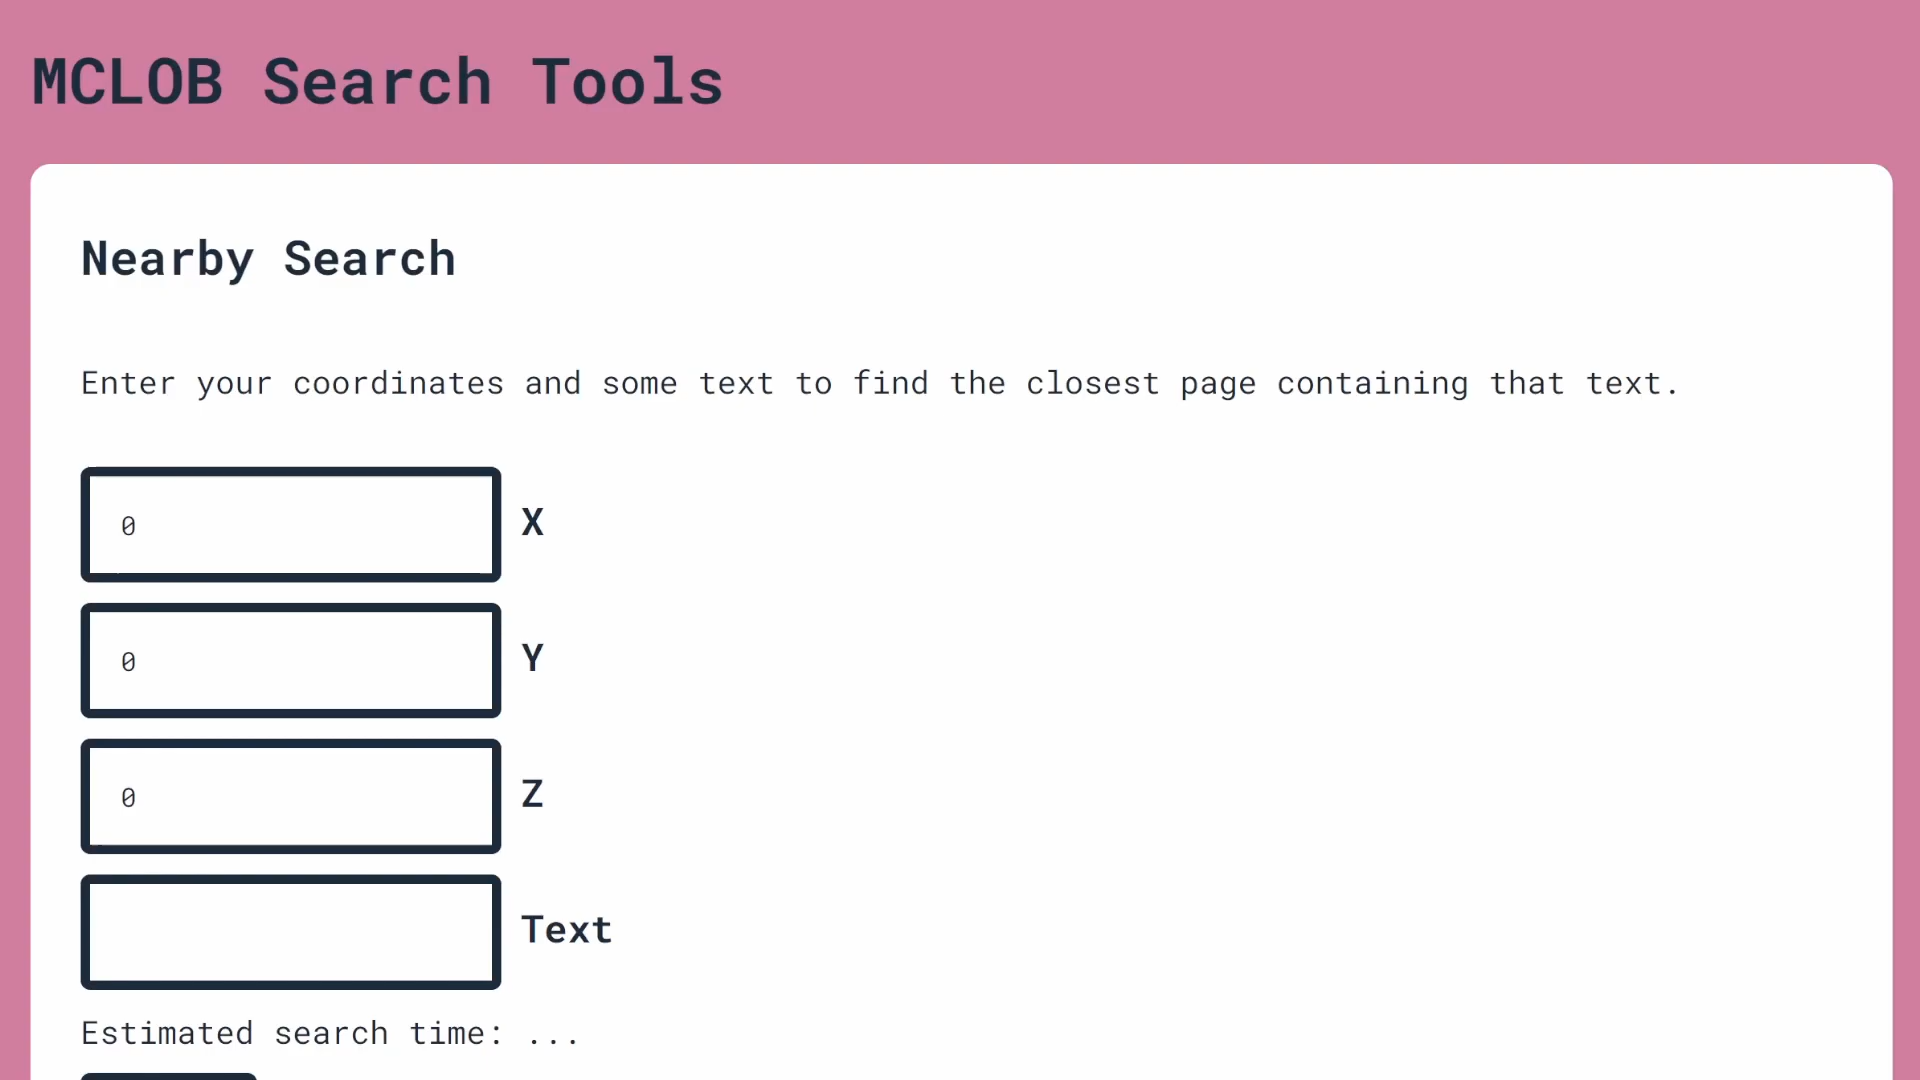 MCLOB Search Tools
Nearby Search
Enter your coordinates and some text to find the closest page containing that text.
0 X
0 Y
0 Z
Text
Estimated search time: ...